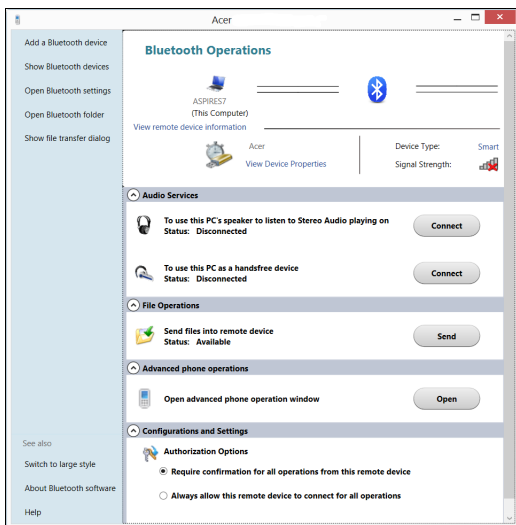 Acer
Add a Bluetooth device
Show Bluetooth devices
Open Bluetooth settings
Open Bluetooth folder
Show file transfer dialog
See also
Switch to large style
About Bluetooth software
Help
Bluetooth Operations
ASPIRES7
(This Computer)
View remote device information
Acer
View Device Properties
Device Type: Smart
Signal Strength:
Audio Services
To use this PC's speaker to listen to Stereo Audio playing on
Status: Disconnected
Connect
To use this PC as a handsfree device
Status: Disconnected
Connect
File Operations
Send files into remote device
Status: Available
Send
Advanced phone operations
Open advanced phone operation window
Open
Configurations and Settings
Authorization Options
Require confirmation for all operations from this remote device
Always allow this remote device to connect for all operations